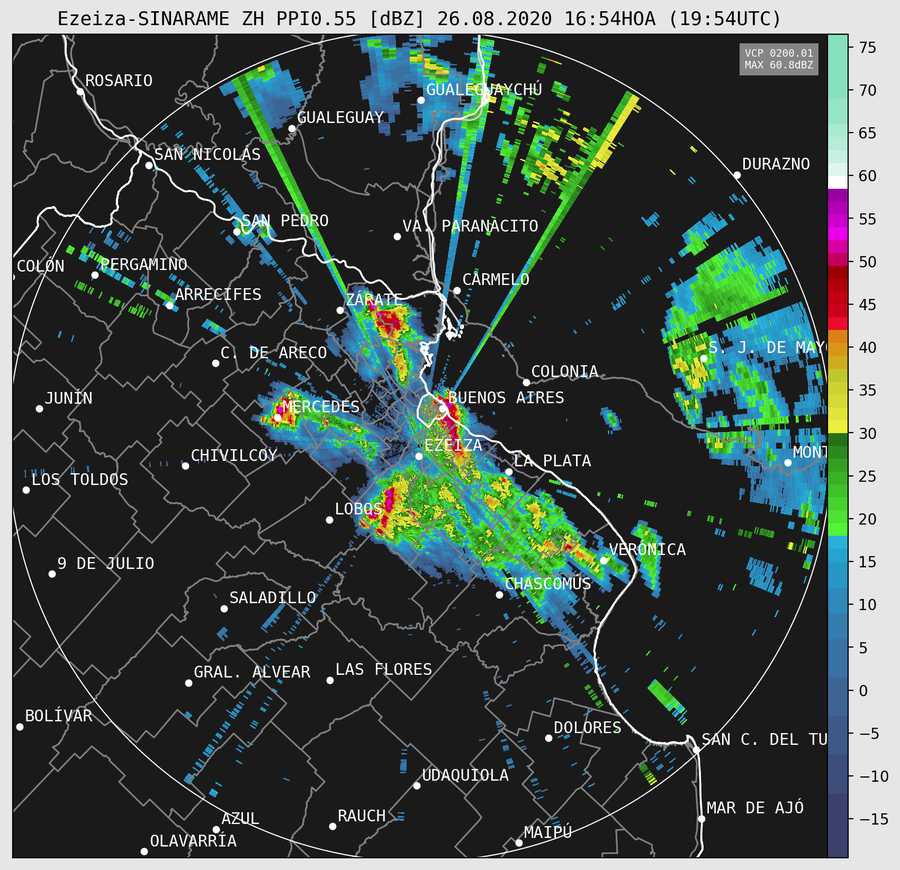 Ezeiza-SINARAME ZH PPI0.55 [dBZ] 26.08.2020 16:54HOA (19:54UTC)
VCP 0200.01
MAX 60.8dBZ
ROSARIO
GUALEGUAYCHÚ
GUALEGUAY
SAN NICOLAS
DURAZNO
SAN PEDRO
VA. PARANACITO
COLÓN
PERGAMINO
ARRECIFES
ZÁRATE
CARMELO
C. DE ARECO
S. J. DE MAY
COLONIA
JUNÍN
MERCEDES
BUENOS AIRES
EZEIZA
CHIVILCOY
LA PLATA
MONT
LOS TOLDOS
LOBOS
9 DE JULIO
VERÓNICA
CHASCOMÚS
SALADILLO
GRAL. ALVEAR
LAS FLORES
BOLÍVAR
DOLORES
SAN C. DEL TU
UDAQUIOLA
MAR DE AJÓ
AZUL
RAUCH
MAIPÚ
OLAVARRÍA
75
70
65
60
55
50
45
40
35
30
25
20
15
10
5
0
−5
−10
−15